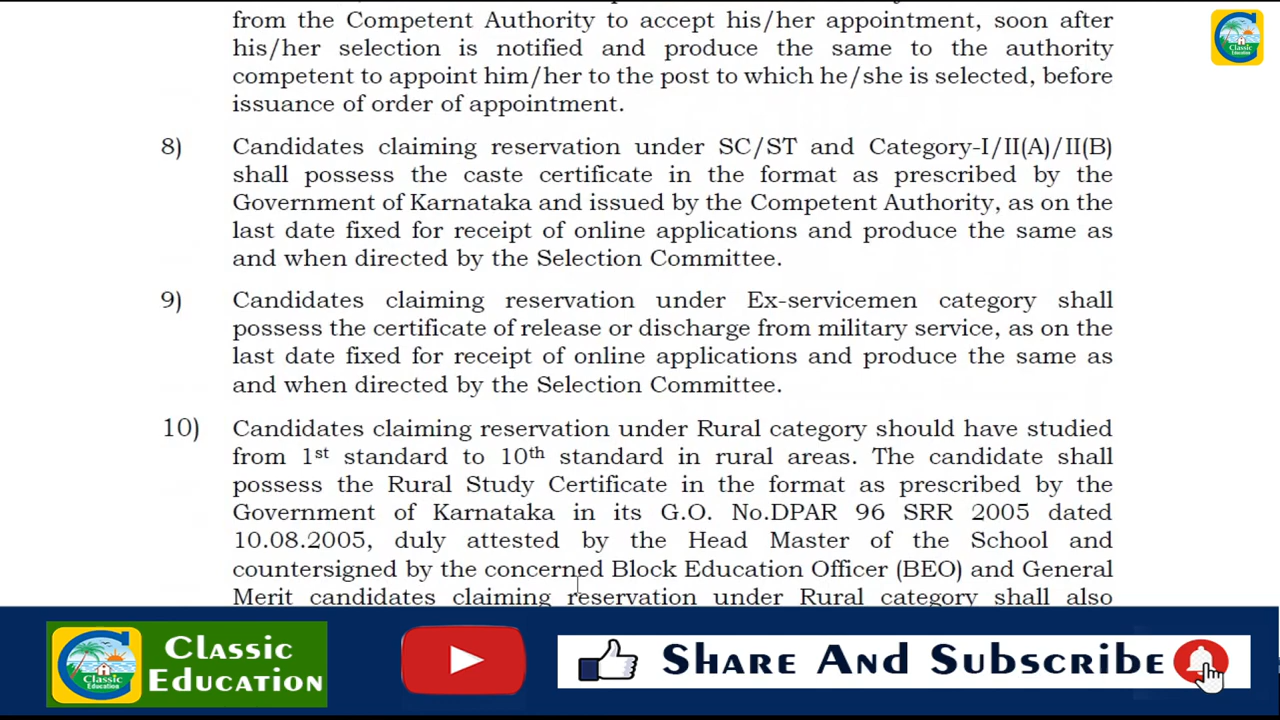 from the Competent Authority to accept his/her appointment, soon after
his/her selection is notified and produce the same to the authority
competent to appoint him/her to the post to which he/she is selected, before
issuance of order of appointment.
Classic
Education
8) Candidates claiming reservation under SC/ST and Category-I/II(A)/II(B)
shall possess the caste certificate in the format as prescribed by the
Government of Karnataka and issued by the Competent Authority, as on the
last date fixed for receipt of online applications and produce the same as
and when directed by the Selection Committee.
9) Candidates claiming reservation under Ex-servicemen category shall
possess the certificate of release or discharge from military service, as on the
last date fixed for receipt of online applications and produce the same as
and when directed by the Selection Committee.
10) Candidates claiming reservation under Rural category should have studied
from 1st standard to 10th standard in rural areas. The candidate shall
possess the Rural Study Certificate in the format as prescribed by the
Government of Karnataka in its G.O. No.DPAR 96 SRR 2005 dated
10.08.2005, duly attested by the Head Master of the School and
countersigned by the concerned Block Education Officer (BEO) and General
Merit candidates claiming reservation under Rural category shall also
Classic
Education
Classic
Education
Share And Subscribe